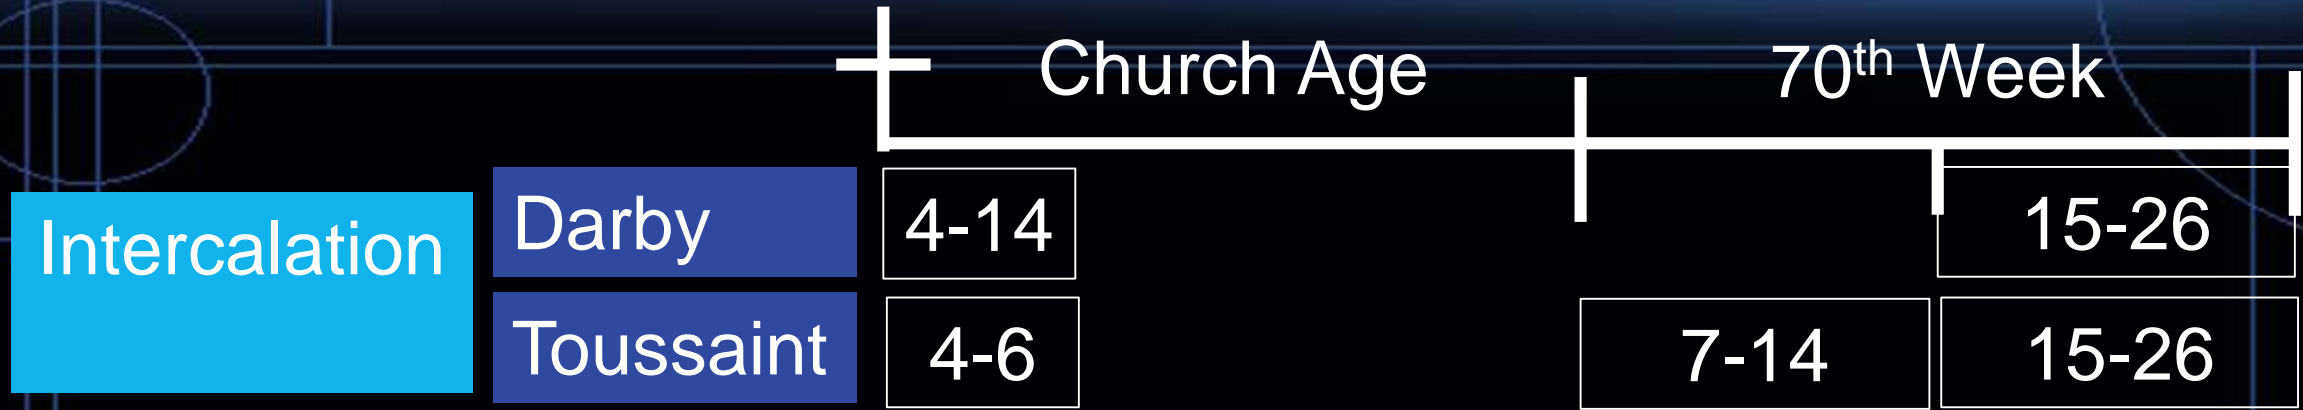 Church Age 70th Week
Intercalation
Darby 4-14 15-26
Toussaint 4-6 7-14 15-26